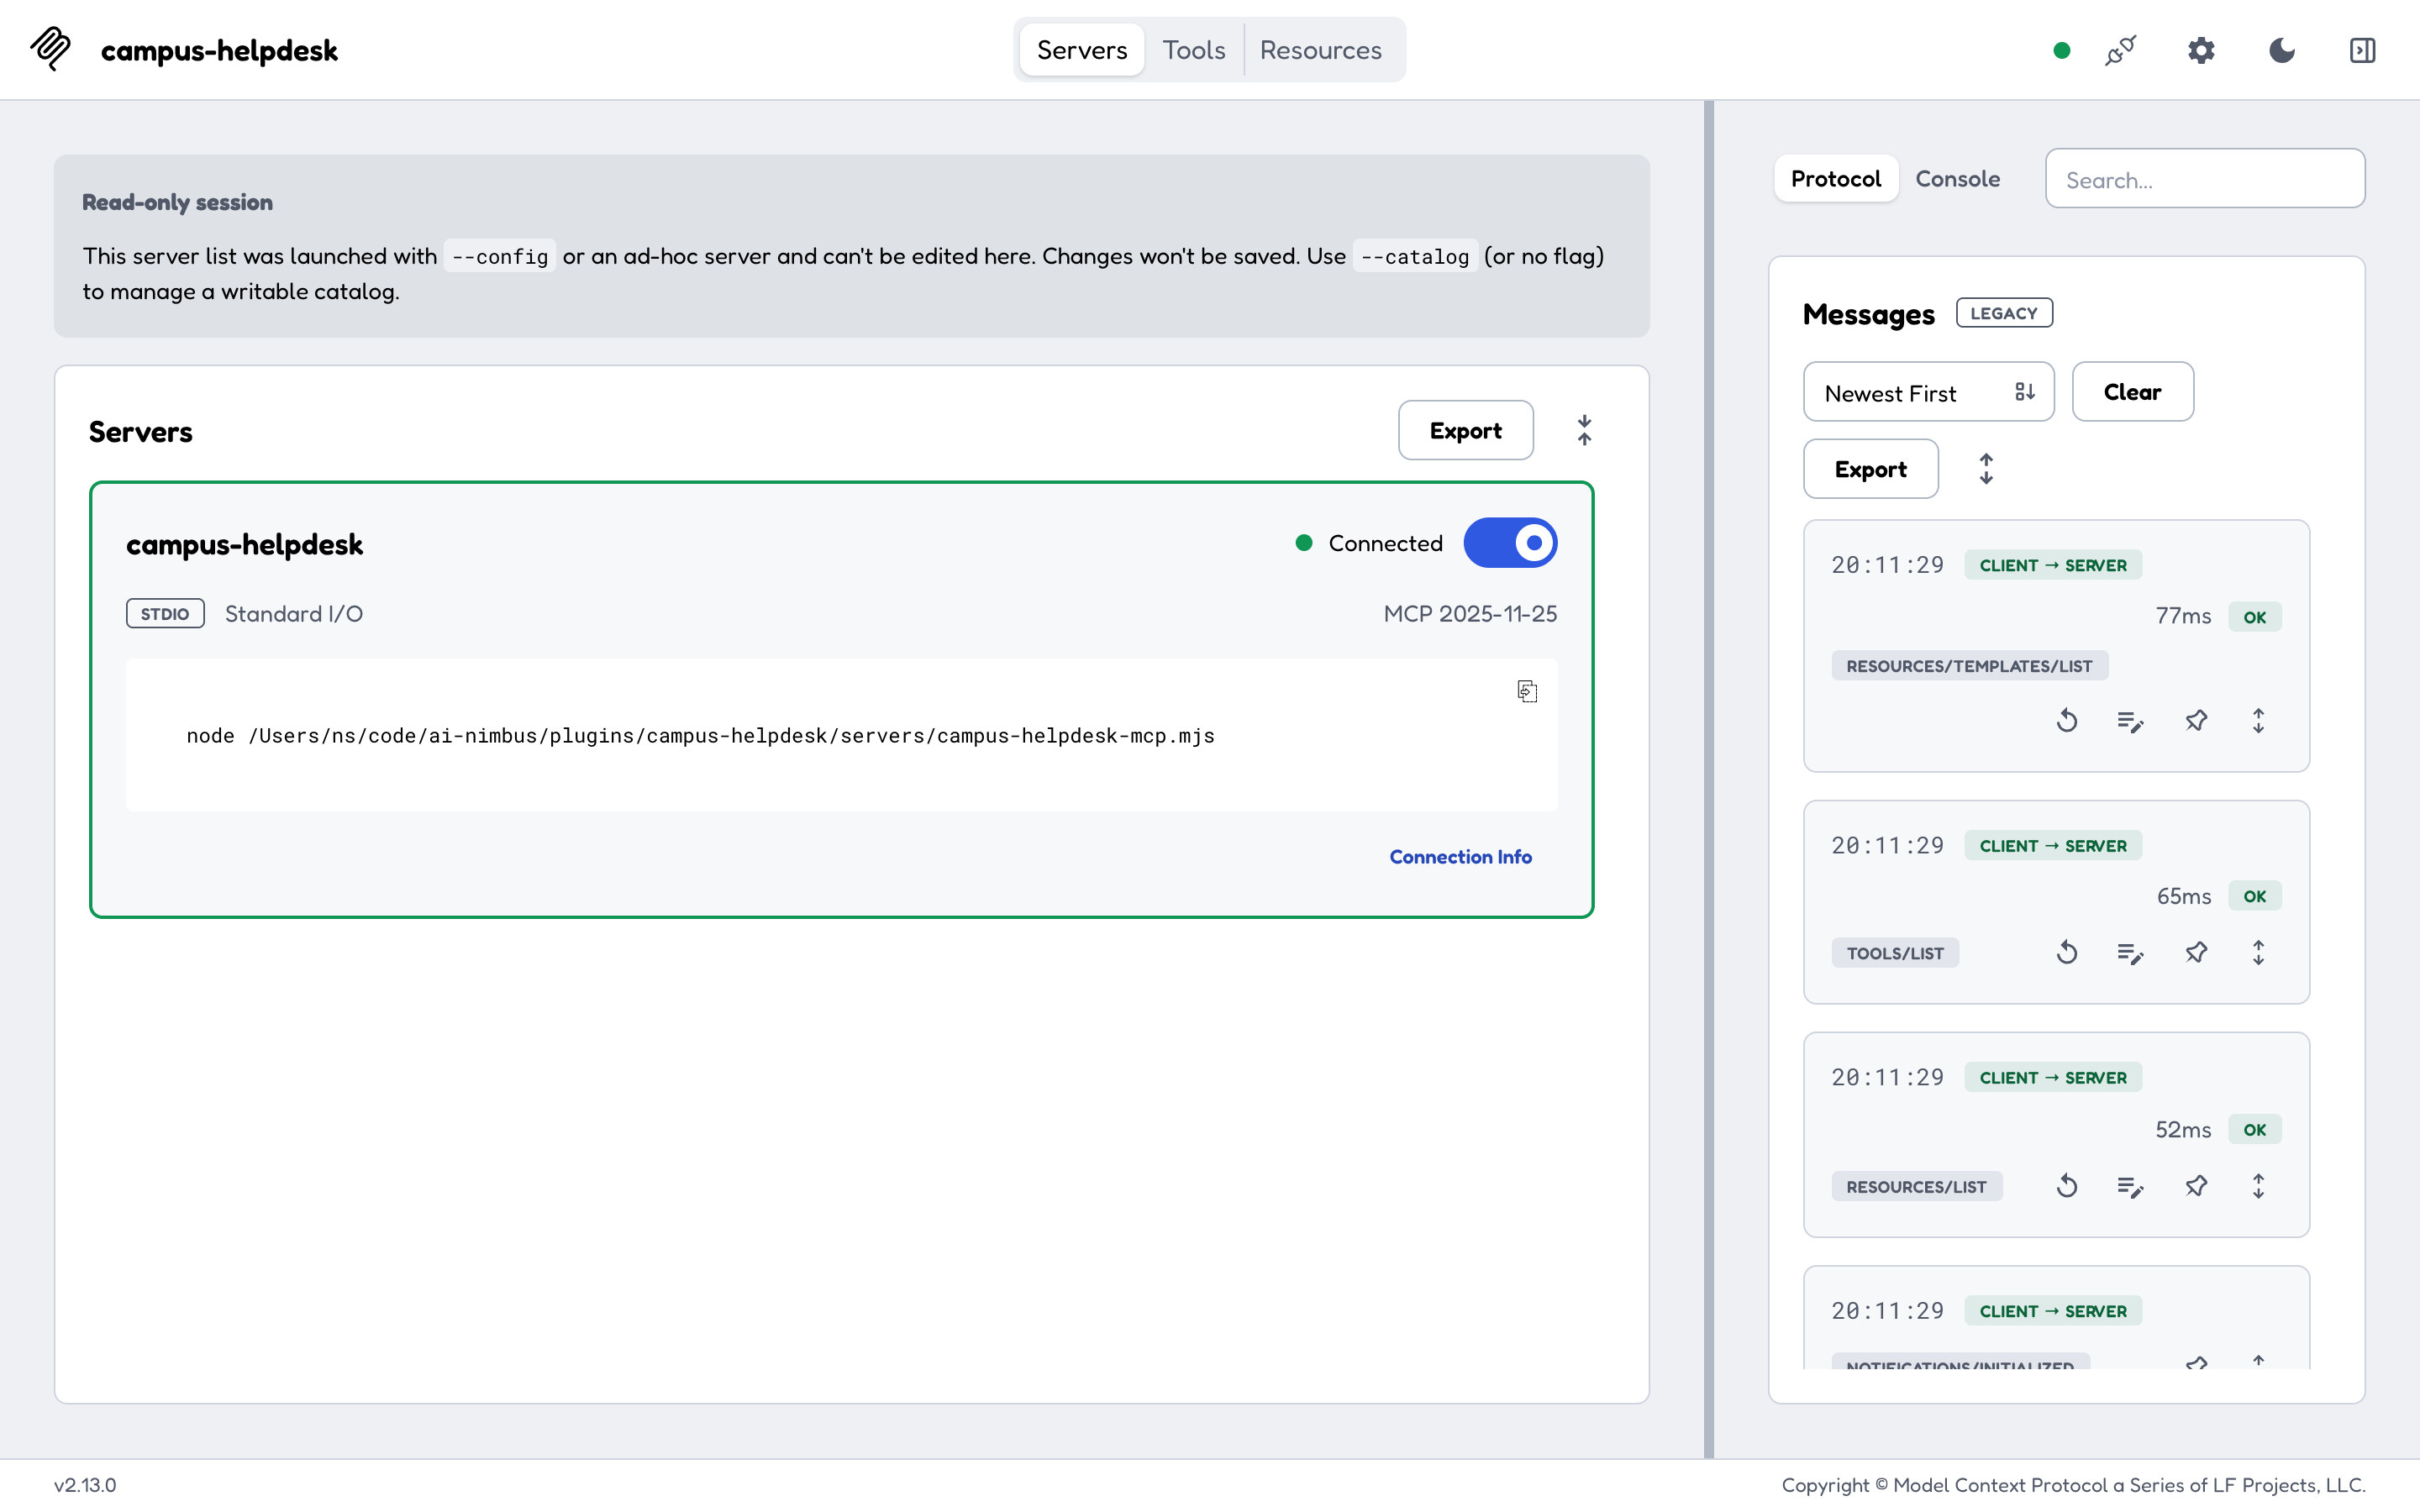 campus-helpdesk
Servers
Tools
Resources
Read-only session
This server list was launched with --config or an ad-hoc server and can't be edited here. Changes won't be saved. Use --catalog (or no flag)
to manage a writable catalog.
Servers
Export
campus-helpdesk
Connected
STDIO Standard I/O
MCP 2025-11-25
node /Users/ns/code/ai-nimbus/plugins/campus-helpdesk/servers/campus-helpdesk-mcp.mjs
Connection Info
Protocol
Console
Search...
Messages LEGACY
Newest First
Clear
Export
20:11:29 CLIENT → SERVER
77ms OK
RESOURCES/TEMPLATES/LIST
20:11:29 CLIENT → SERVER
65ms OK
TOOLS/LIST
20:11:29 CLIENT → SERVER
52ms OK
RESOURCES/LIST
20:11:29 CLIENT → SERVER
NOTIFICATIONS/INITIALIZED
v2.13.0
Copyright © Model Context Protocol a Series of LF Projects, LLC.